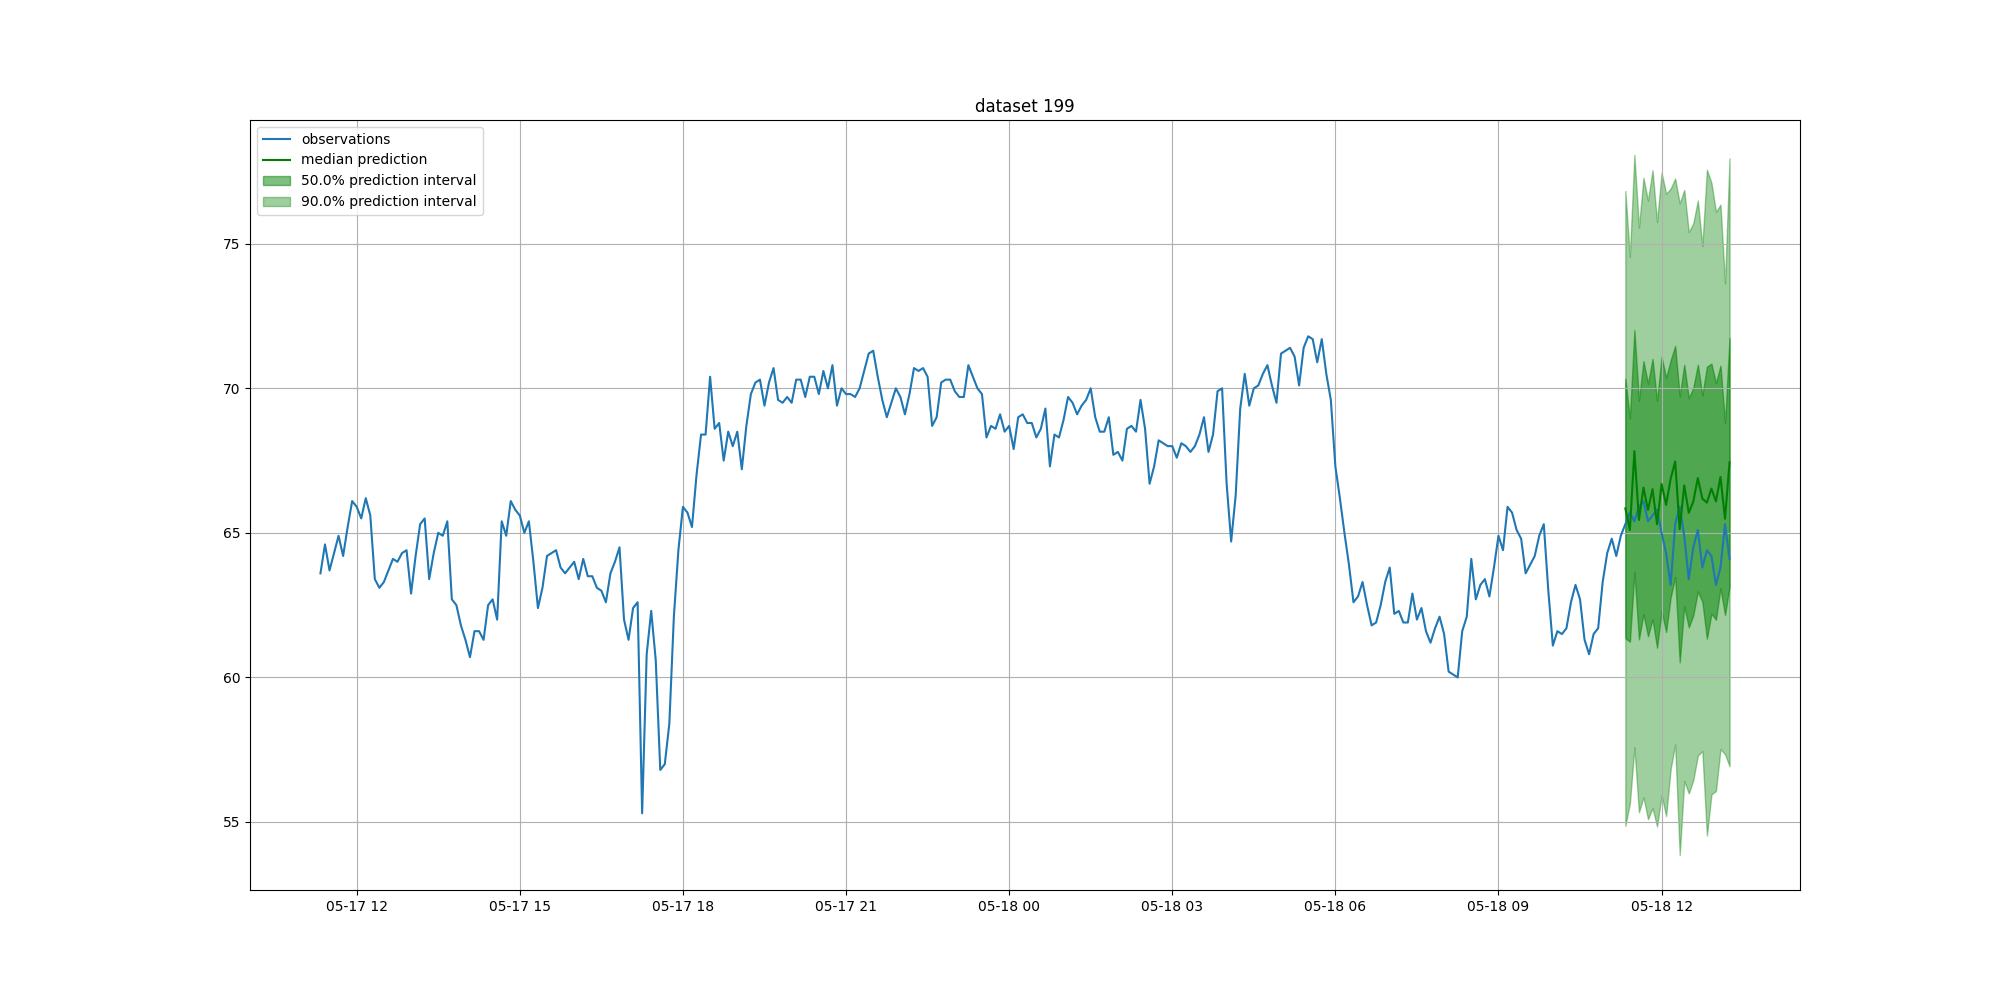 dataset 199
observations
median prediction
50.0% prediction interval
90.0% prediction interval
75
70
65
60
55
05-17 12
05-17 15
05-17 18
05-17 21
05-18 00
05-18 03
05-18 06
05-18 09
05-18 12